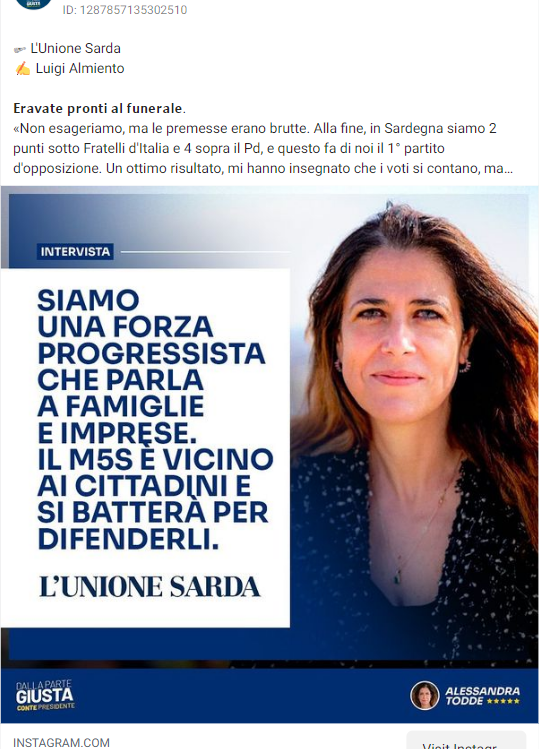 ID: 1287857135302510
🗞 L'Unione Sarda
✍ Luigi Almiento
Eravate pronti al funerale.
«Non esageriamo, ma le premesse erano brutte. Alla fine, in Sardegna siamo 2
punti sotto Fratelli d'Italia e 4 sopra il Pd, e questo fa di noi il 1° partito
d'opposizione. Un ottimo risultato, mi hanno insegnato che i voti si contano, ma...
INTERVISTA
SIAMO
UNA FORZA
PROGRESSISTA
CHE PARLA
A FAMIGLIE
E IMPRESE.
IL M5S È VICINO
AI CITTADINI E
SI BATTERÀ PER
DIFENDERLI.
L'UNIONE SARDA
DALLA PARTE
GIUSTA
CONTE PRESIDENTE
ALESSANDRA
TODDE ★★★★★
INSTAGRAM.COM
Visit Instagr